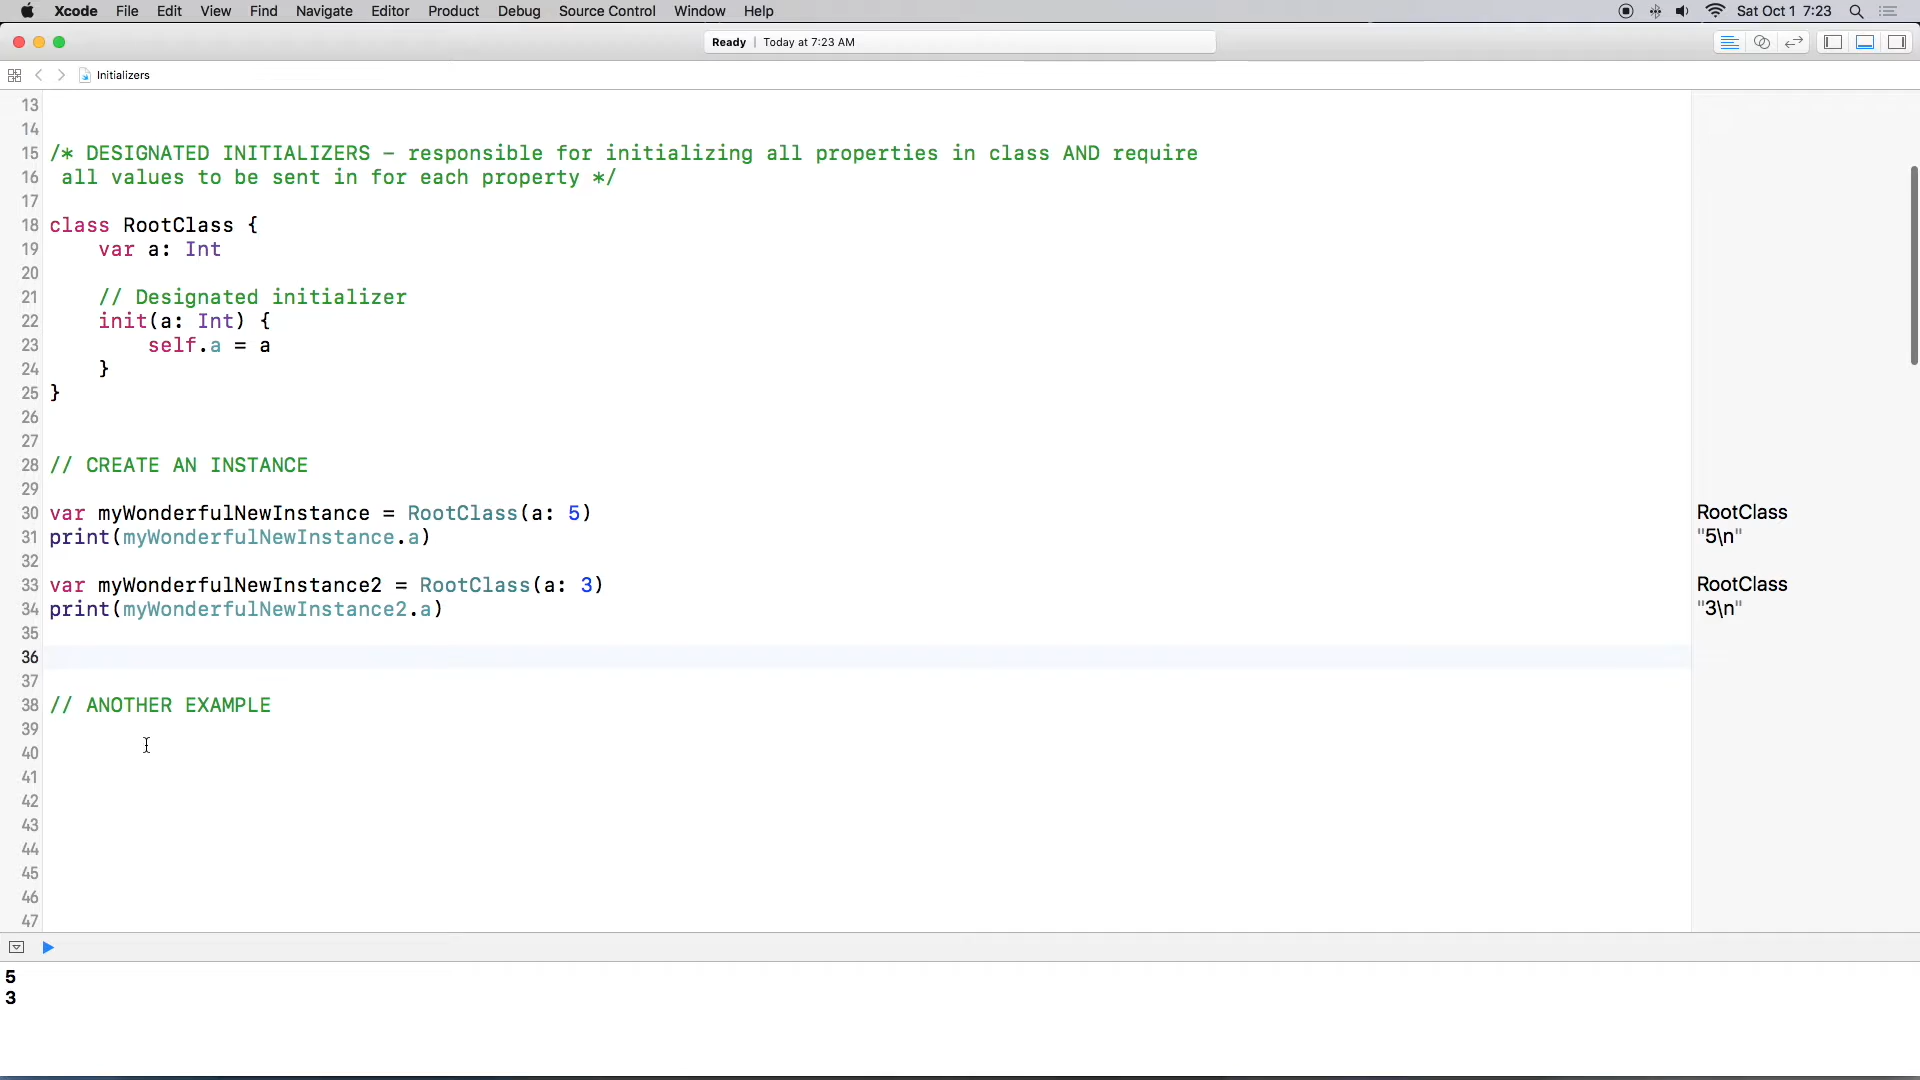 Xcode File Edit View Find Navigate Editor Product Debug Source Control Window Help Sat Oct 1 7:23
Ready | Today at 7:23 AM
Initializers
13
14
15 /* DESIGNATED INITIALIZERS – responsible for initializing all properties in class AND require
16 all values to be sent in for each property */
17
18 class RootClass {
19 var a: Int
20
21 // Designated initializer
22 init(a: Int) {
23 self.a = a
24 }
25 }
26
27
28 // CREATE AN INSTANCE
29
30 var myWonderfulNewInstance = RootClass(a: 5) RootClass
31 print(myWonderfulNewInstance.a) "5\n"
32
33 var myWonderfulNewInstance2 = RootClass(a: 3) RootClass
34 print(myWonderfulNewInstance2.a) "3\n"
35
36
37
38 // ANOTHER EXAMPLE
39
40
41
42
43
44
45
46
47
5
3